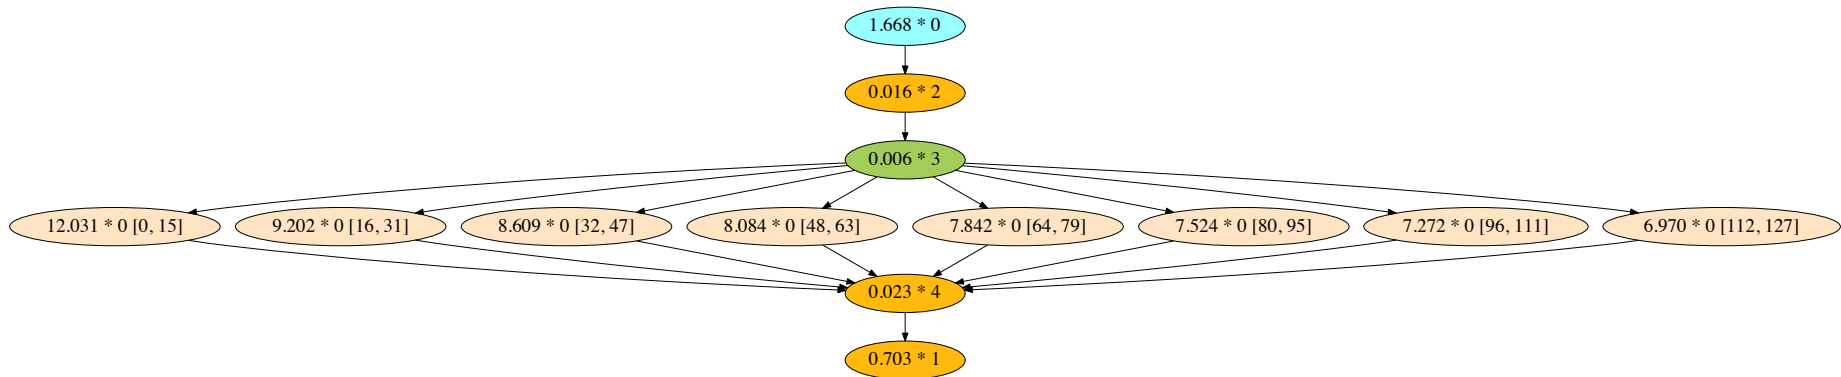 1.668 * 0
0.016 * 2
0.006 * 3
12.031 * 0 [0, 15]
9.202 * 0 [16, 31]
8.609 * 0 [32, 47]
8.084 * 0 [48, 63]
7.842 * 0 [64, 79]
7.524 * 0 [80, 95]
7.272 * 0 [96, 111]
6.970 * 0 [112, 127]
0.023 * 4
0.703 * 1